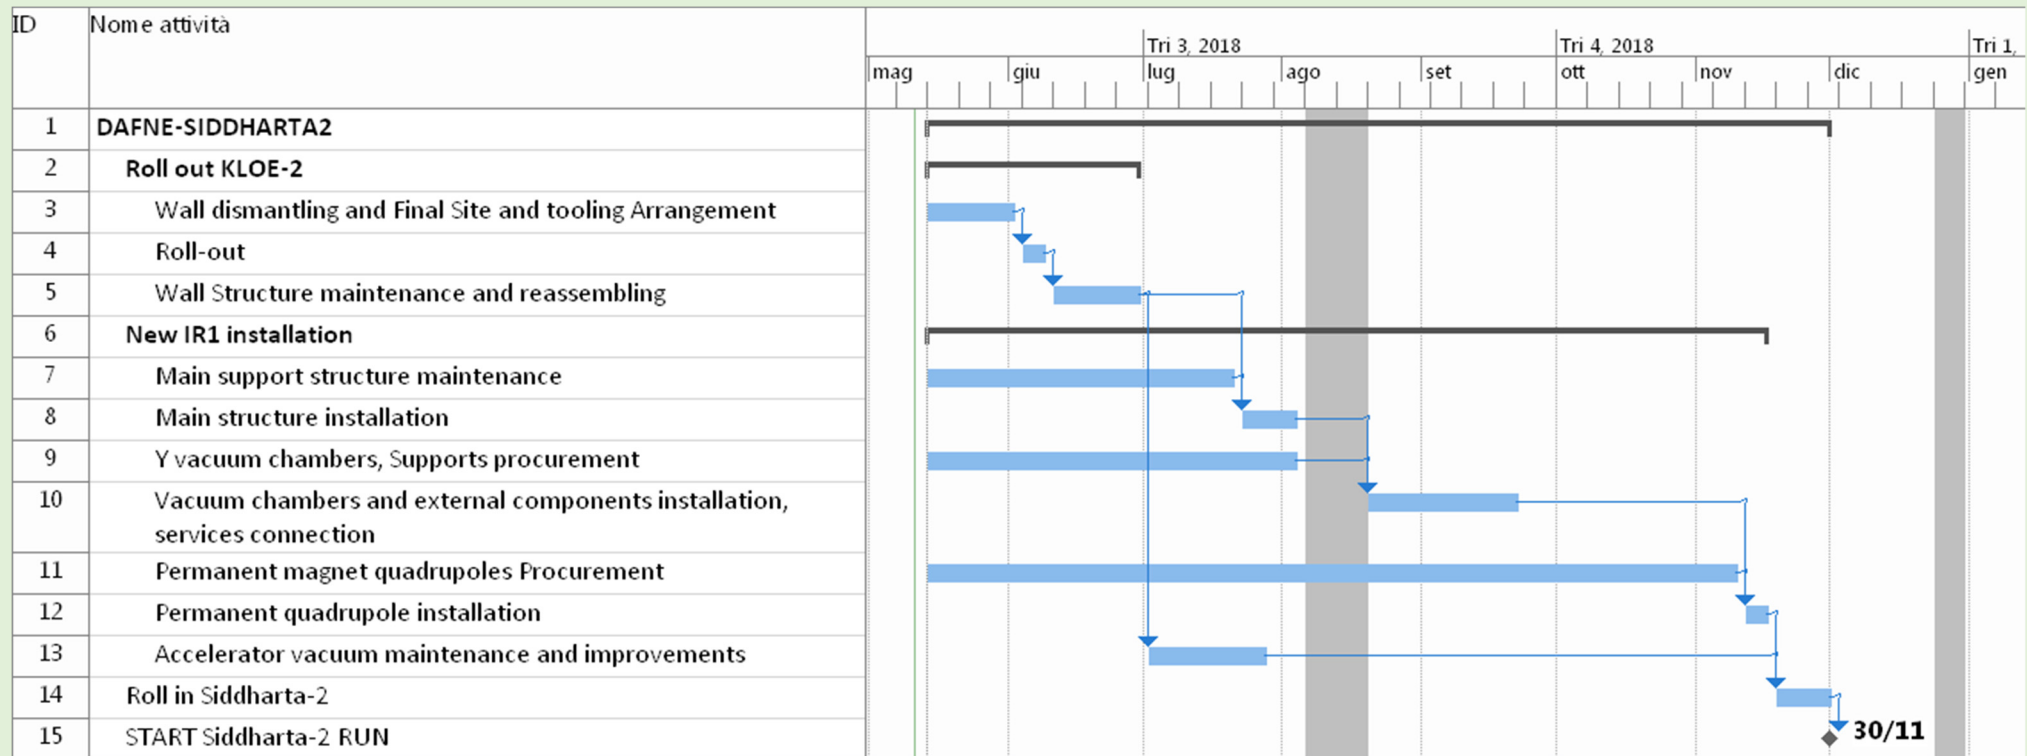 ID Nome attività
Tri 3, 2018 Tri 4, 2018 Tri 1,
mag giu lug ago set ott nov dic gen
1 DAFNE-SIDDHARTA2
2 Roll out KLOE-2
3 Wall dismantling and Final Site and tooling Arrangement
4 Roll-out
5 Wall Structure maintenance and reassembling
6 New IR1 installation
7 Main support structure maintenance
8 Main structure installation
9 Y vacuum chambers, Supports procurement
10 Vacuum chambers and external components installation,
services connection
11 Permanent magnet quadrupoles Procurement
12 Permanent quadrupole installation
13 Accelerator vacuum maintenance and improvements
14 Roll in Siddharta-2
15 START Siddharta-2 RUN 30/11